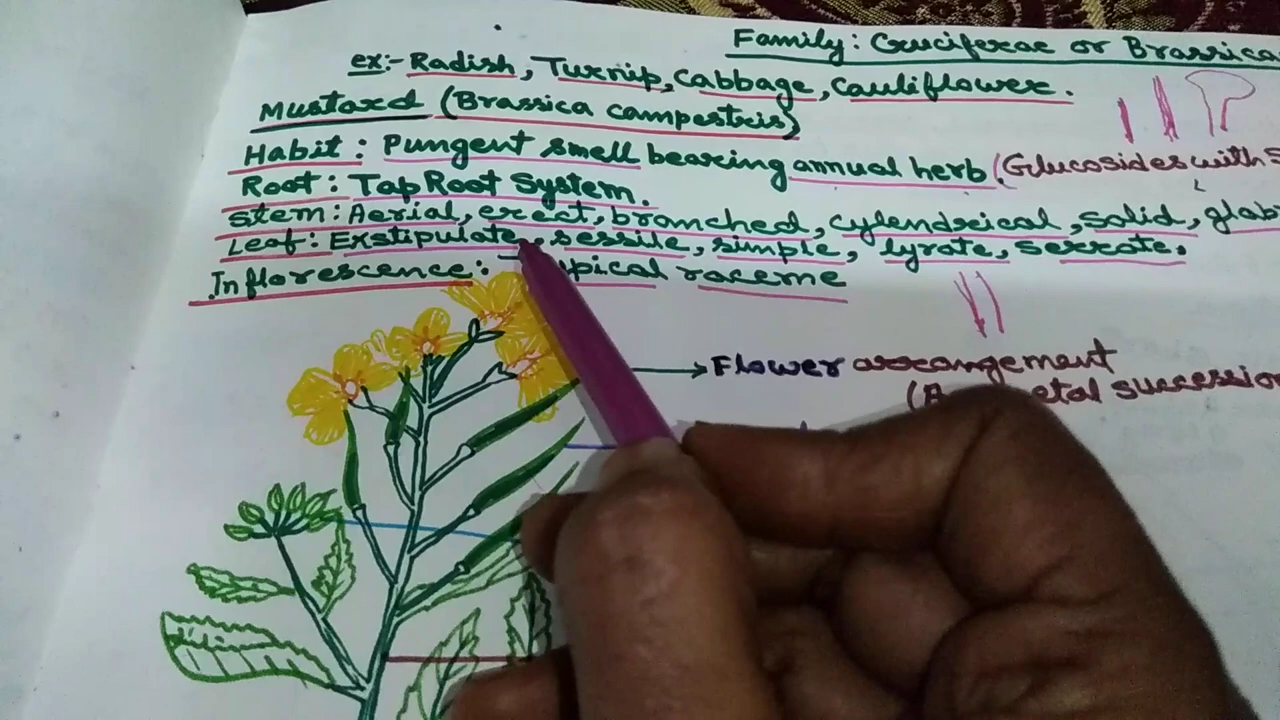 Family: Cruciferae or Brassica
ex:- Radish, Turnip, Cabbage, Cauliflower.
Mustard (Brassica campestris)
Habit: Pungent smell bearing annual herb (Glucosides with S
Root: Tap Root System.
Stem: Aerial, erect, branched, cylendrical, solid, glab
Leaf: Exstipulate, sessile, simple, lyrate, serrate,
Inflorescence: Typical raceme
Flower arrangement
succession